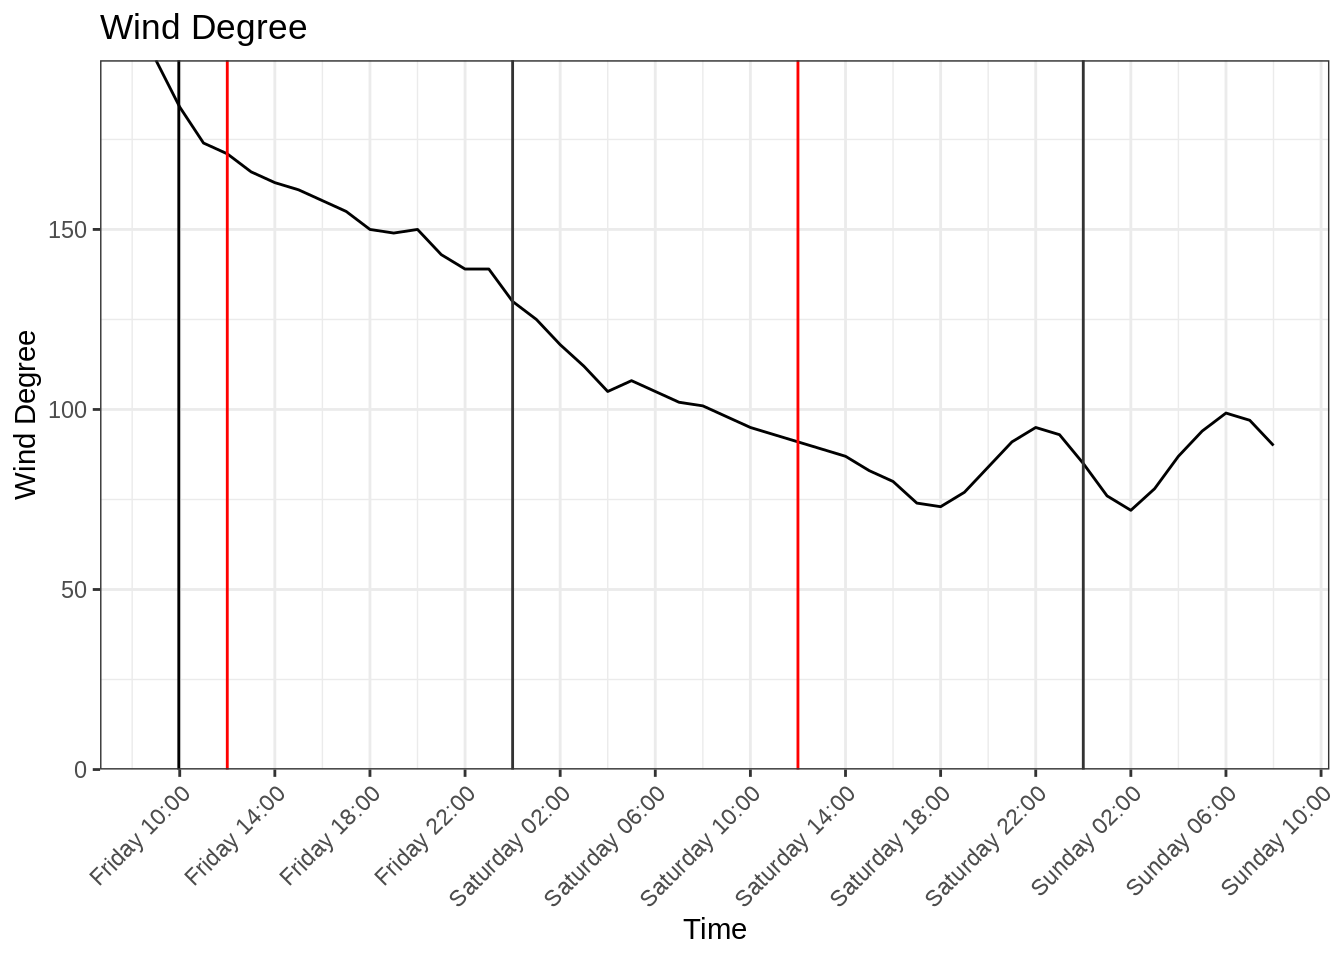 Wind Degree
Wind Degree
150
100
50
0
Friday 10:00
Friday 14:00
Friday 18:00
Friday 22:00
Saturday 02:00
Saturday 06:00
Saturday 10:00
Saturday 14:00
Saturday 18:00
Saturday 22:00
Sunday 02:00
Sunday 06:00
Sunday 10:00
Time